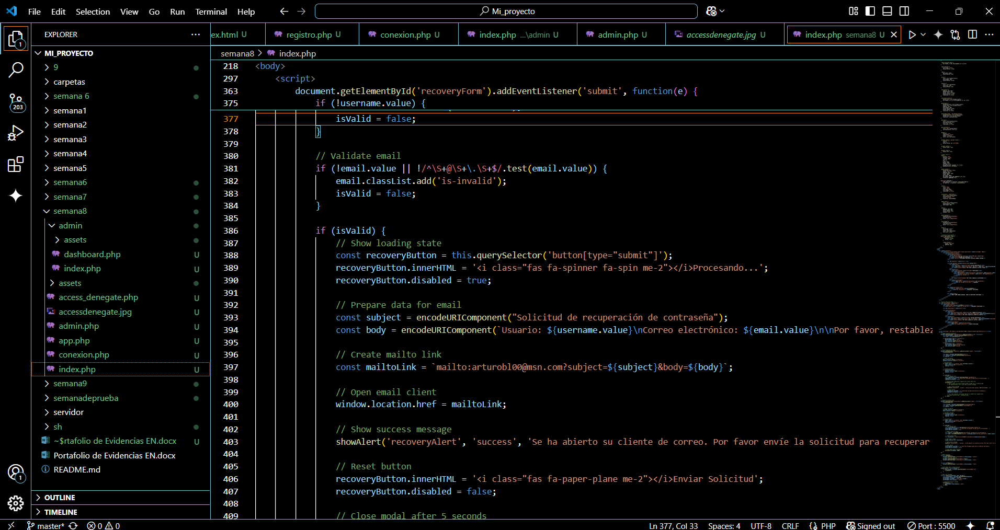 File Edit Selection View Go Run Terminal Help
Mi_proyecto
EXPLORER
MI_PROYECTO
9
carpetas
semana 6
semana1
semana2
semana3
semana4
semana5
semana6
semana7
semana8
admin
assets
dashboard.php U
index.php U
assets
access_denegate.php U
accessdenegate.jpg U
admin.php U
app.php U
conexion.php U
index.php U
semana9
semanadeprueba
servidor
sh
~$rtafolio de Evidencias EN.docx U
Portafolio de Evidencias EN.docx
README.md
OUTLINE
TIMELINE
1
203
1
ex.html U registro.php U conexion.php U index.php ...\admin U admin.php U accessdenegate.jpg U index.php semana8 U
semana8 > index.php
218 <body>
297 <script>
363 document.getElementById('recoveryForm').addEventListener('submit', function(e) {
375 if (!username.value) {
377 isValid = false;
378 }
379
380 // Validate email
381 if (!email.value || !/^\S+@\S+\.\S+$/.test(email.value)) {
382 email.classList.add('is-invalid');
383 isValid = false;
384 }
385
386 if (isValid) {
387 // Show loading state
388 const recoveryButton = this.querySelector('button[type="submit"]');
389 recoveryButton.innerHTML = '<i class="fas fa-spinner fa-spin me-2"></i>Procesando...';
390 recoveryButton.disabled = true;
391
392 // Prepare data for email
393 const subject = encodeURIComponent("Solicitud de recuperación de contraseña");
394 const body = encodeURIComponent(`Usuario: ${username.value}\nCorreo electrónico: ${email.value}\n\nPor favor, restablez
395
396 // Create mailto link
397 const mailtoLink = `mailto:arturobl00@msn.com?subject=${subject}&body=${body}`;
398
399 // Open email client
400 window.location.href = mailtoLink;
401
402 // Show success message
403 showAlert('recoveryAlert', 'success', 'Se ha abierto su cliente de correo. Por favor envíe la solicitud para recuperar
404
405 // Reset button
406 recoveryButton.innerHTML = '<i class="fas fa-paper-plane me-2"></i>Enviar Solicitud';
407 recoveryButton.disabled = false;
408
409 // Close modal after 5 seconds
master* 0 0 Ln 377, Col 33 Spaces: 4 UTF-8 CRLF {} PHP Signed out Port : 5500